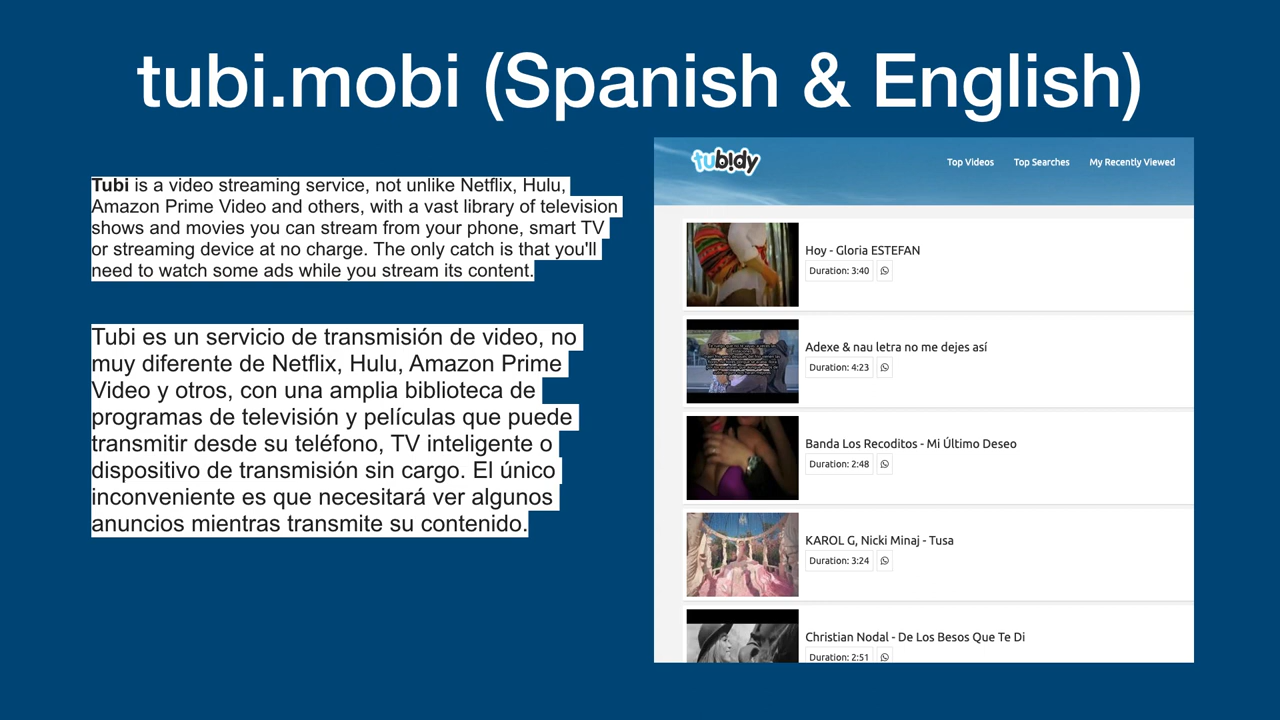 tubi.mobi (Spanish & English)
Tubi is a video streaming service, not unlike Netflix, Hulu,
Amazon Prime Video and others, with a vast library of television
shows and movies you can stream from your phone, smart TV
or streaming device at no charge. The only catch is that you'll
need to watch some ads while you stream its content.
Tubi es un servicio de transmisión de video, no
muy diferente de Netflix, Hulu, Amazon Prime
Video y otros, con una amplia biblioteca de
programas de televisión y películas que puede
transmitir desde su teléfono, TV inteligente o
dispositivo de transmisión sin cargo. El único
inconveniente es que necesitará ver algunos
anuncios mientras transmite su contenido.
tubidy
Top Videos Top Searches My Recently Viewed
Hoy - Gloria ESTEFAN
Duration: 3:40
Adexe & nau letra no me dejes así
Duration: 4:23
Banda Los Recoditos - Mi Último Deseo
Duration: 2:48
KAROL G, Nicki Minaj - Tusa
Duration: 3:24
Christian Nodal - De Los Besos Que Te Di
Duration: 2:51